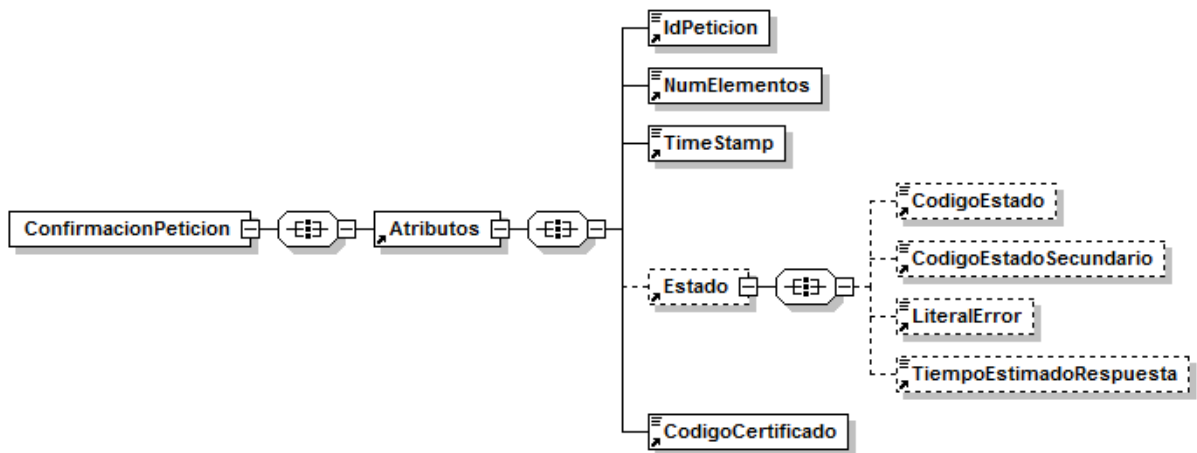 IdPeticion
NumElementos
TimeStamp
ConfirmacionPeticion
Atributos
Estado
CodigoEstado
CodigoEstadoSecundario
LiteralError
TiempoEstimadoRespuesta
CodigoCertificado